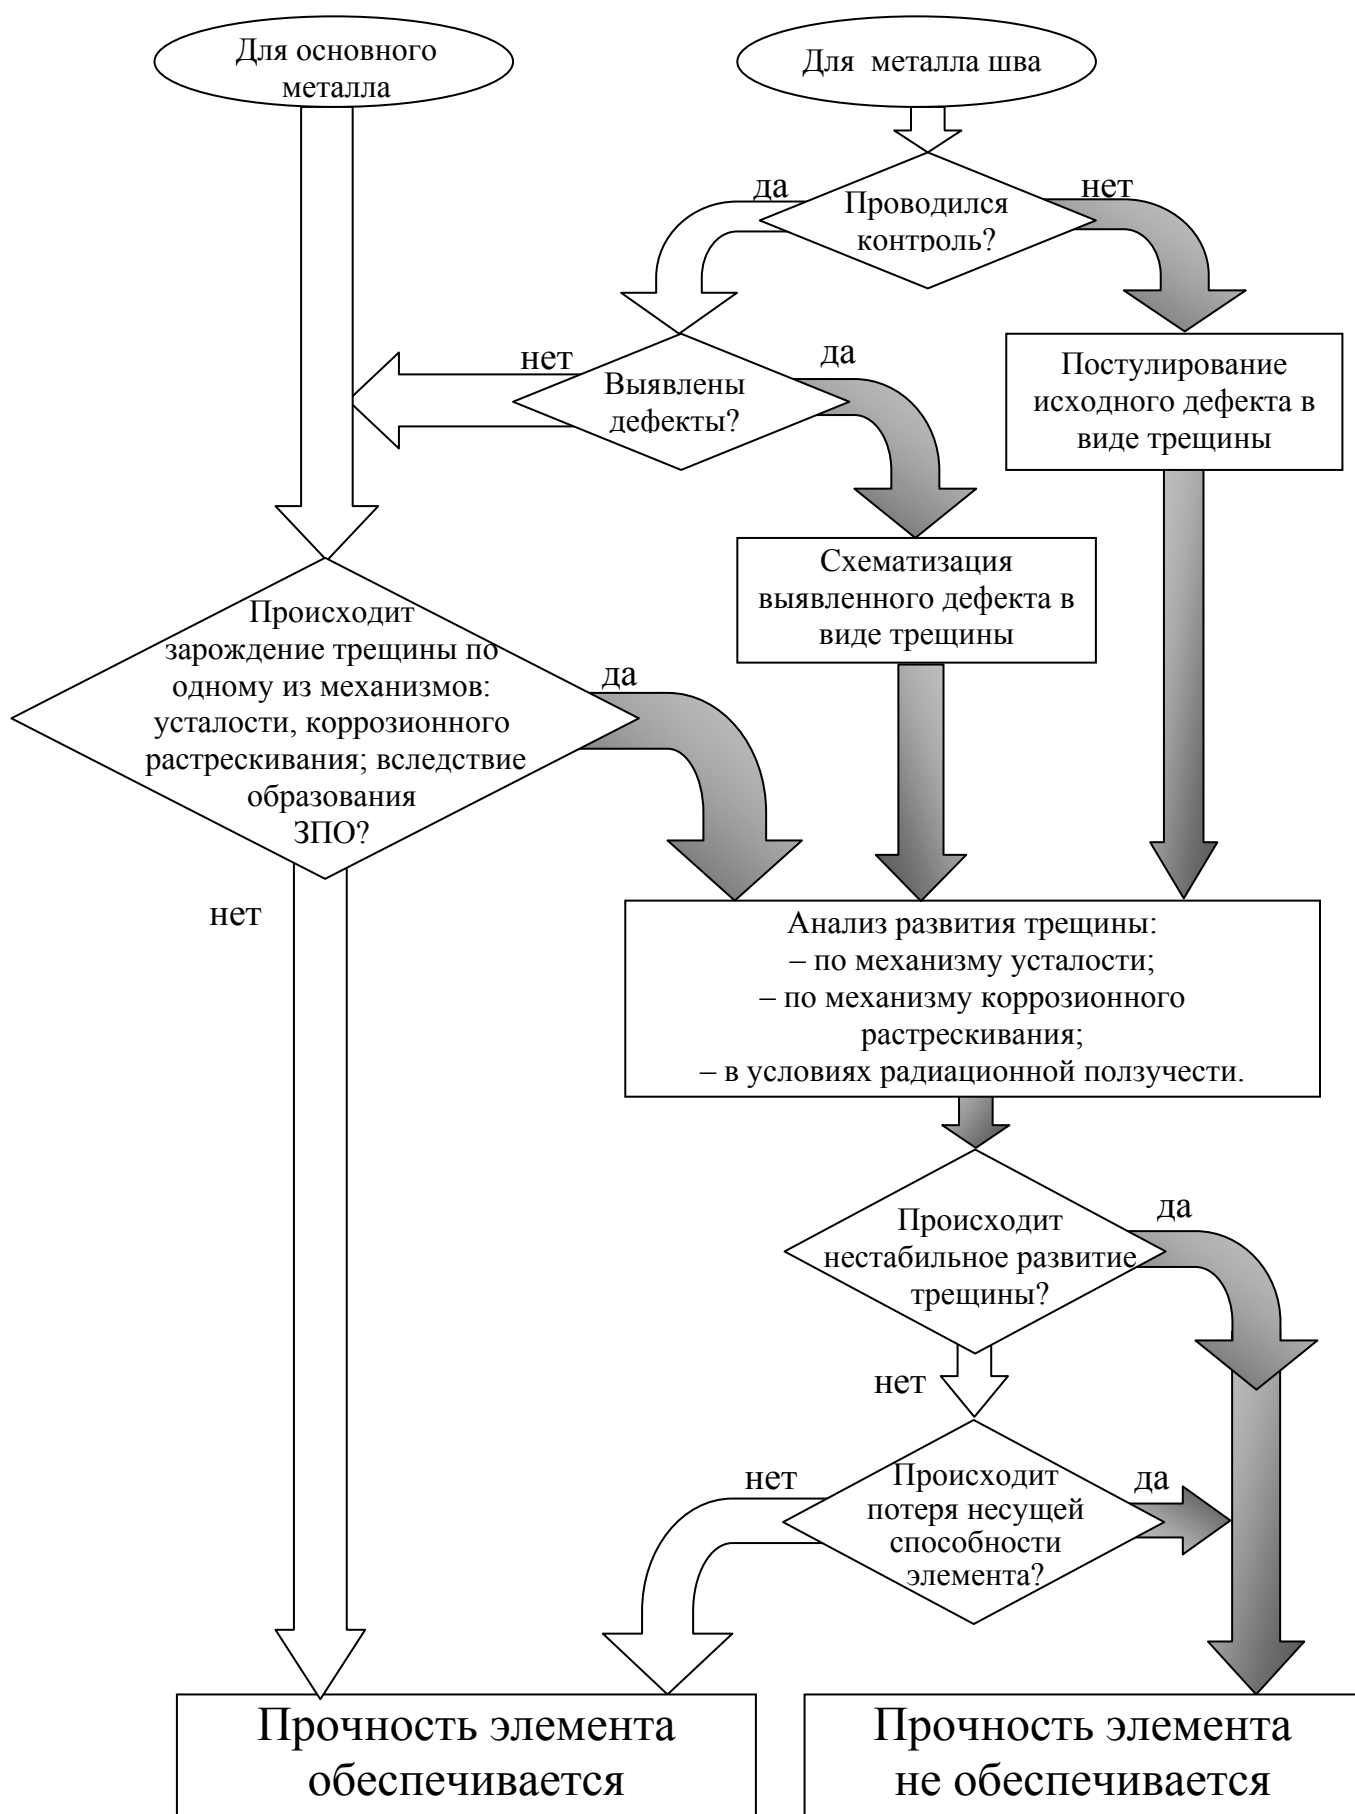 Для основного
металла
Для металла шва
да
нет
Проводился
контроль?
нет
да
Выявлены
дефекты?
Постулирование
исходного дефекта в
виде трещины
Схематизация
выявленного дефекта в
виде трещины
Происходит
зарождение трещины по
одному из механизмов:
усталости, коррозионного
растрескивания; вследствие
образования
ЗПО?
да
нет
Анализ развития трещины:
– по механизму усталости;
– по механизму коррозионного
растрескивания;
– в условиях радиационной ползучести.
Происходит
нестабильное развитие
трещины?
да
нет
Происходит
потеря несущей
способности
элемента?
нет
да
Прочность элемента
обеспечивается
Прочность элемента
не обеспечивается